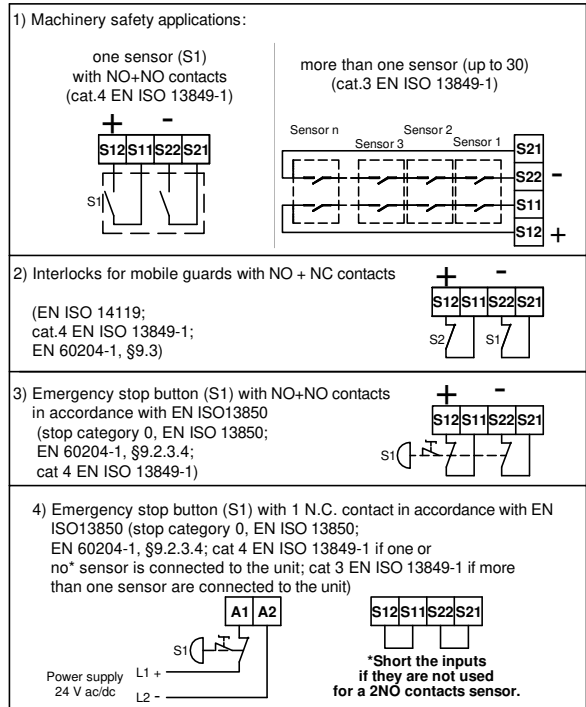 1) Machinery safety applications:
one sensor (S1)
with NO+NO contacts
(cat.4 EN ISO 13849-1)
+ -
S12 S11 S22 S21
S1
more than one sensor (up to 30)
(cat.3 EN ISO 13849-1)
Sensor n
Sensor 3
Sensor 2
Sensor 1
S21
S22 -
S11
S12 +
2) Interlocks for mobile guards with NO + NC contacts
(EN ISO 14119;
cat.4 EN ISO 13849-1;
EN 60204-1, §9.3)
+ -
S12 S11 S22 S21
S2 S1
3) Emergency stop button (S1) with NO+NO contacts
in accordance with EN ISO13850
(stop category 0, EN ISO 13850;
EN 60204-1, §9.2.3.4;
cat 4 EN ISO 13849-1)
+ -
S12 S11 S22 S21
S1
4) Emergency stop button (S1) with 1 N.C. contact in accordance with EN
ISO13850 (stop category 0, EN ISO 13850;
EN 60204-1, §9.2.3.4; cat 4 EN ISO 13849-1 if one or
no* sensor is connected to the unit; cat 3 EN ISO 13849-1 if more
than one sensor are connected to the unit)
A1 A2
S1
Power supply
24 V ac/dc
L1 +
L2 -
S12 S11 S22 S21
*Short the inputs
if they are not used
for a 2NO contacts sensor.